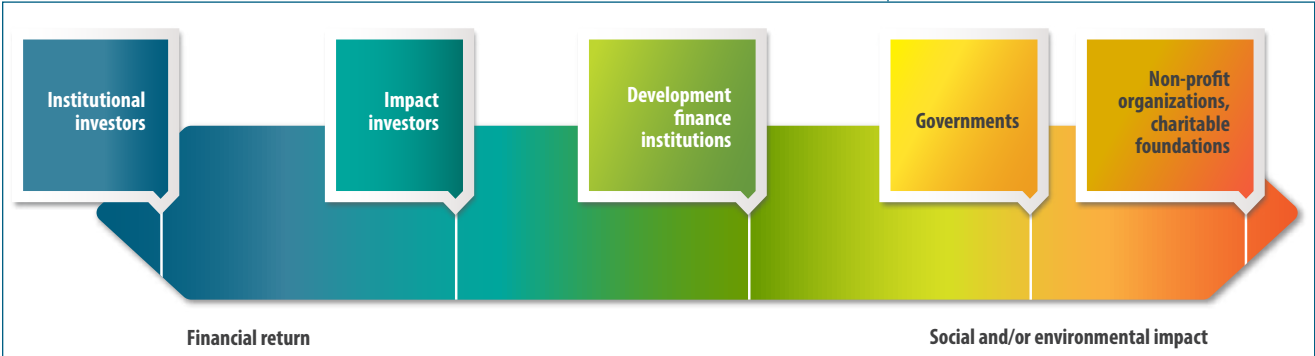 Institutional
investors
Impact
investors
Development
finance
institutions
Governments
Non-profit
organizations,
charitable
foundations
Financial return
Social and/or environmental impact